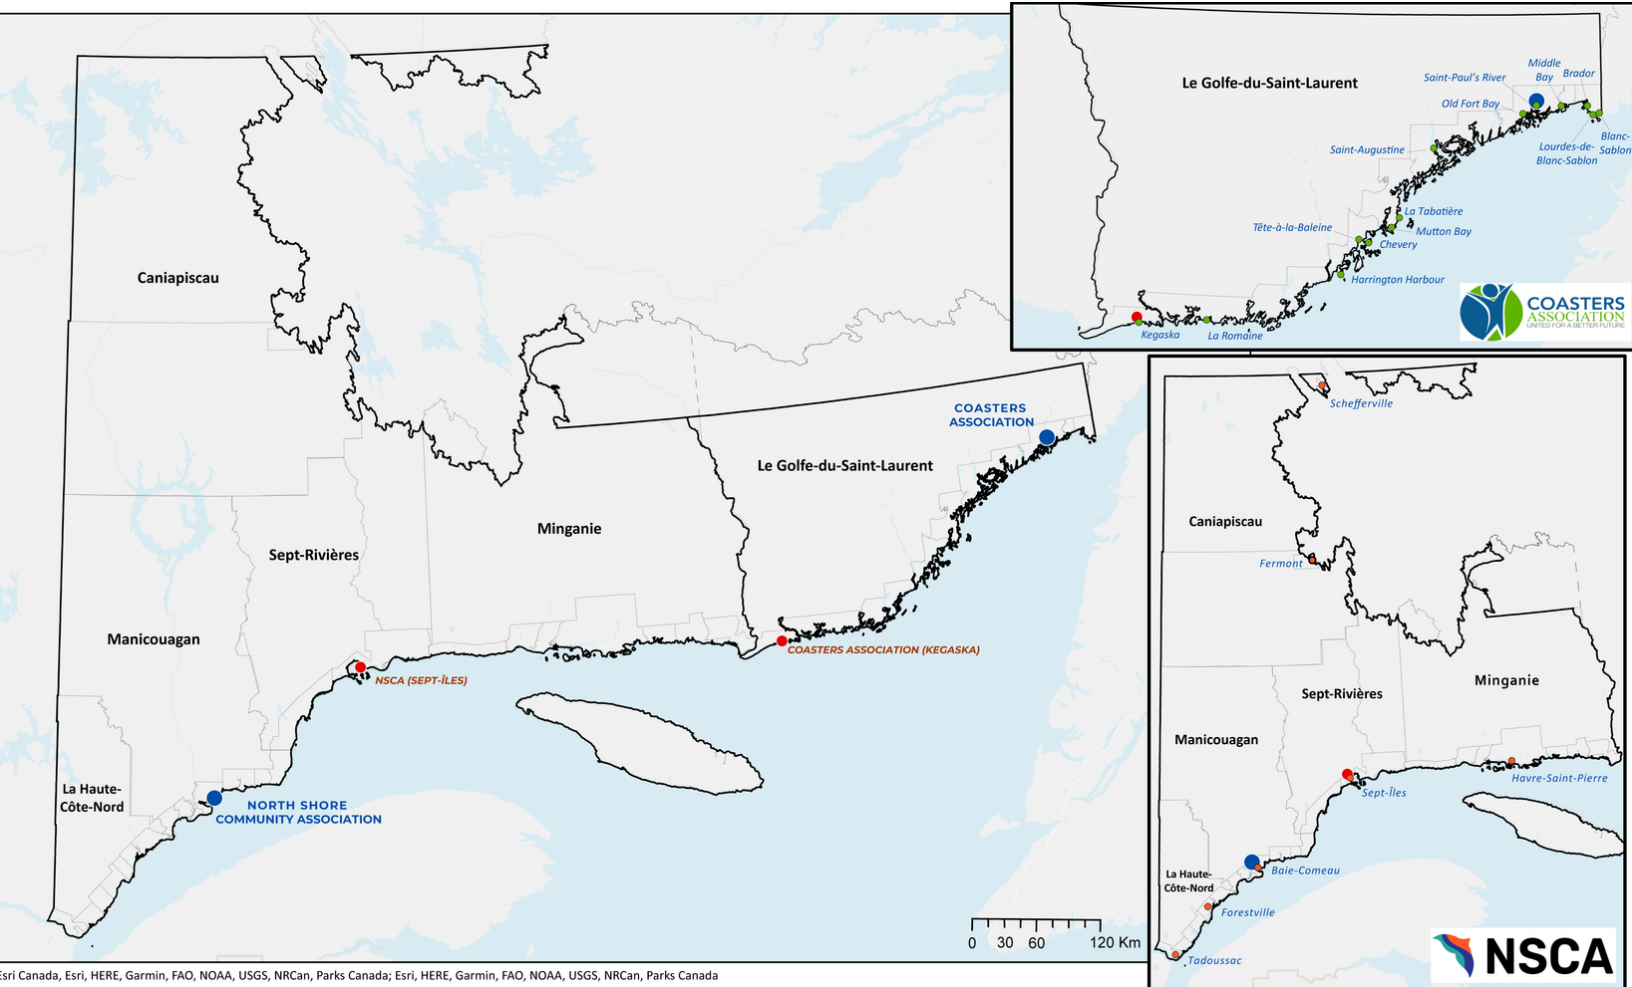 Caniapiscau
Sept-Rivières
Minganie
Manicouagan
La Haute-
Côte-Nord
Le Golfe-du-Saint-Laurent
COASTERS
ASSOCIATION
COASTERS ASSOCIATION (KEGASKA)
NSCA (SEPT-ÎLES)
NORTH SHORE
COMMUNITY ASSOCIATION
0 30 60 120 Km
Esri Canada, Esri, HERE, Garmin, FAO, NOAA, USGS, NRCan, Parks Canada; Esri, HERE, Garmin, FAO, NOAA, USGS, NRCan, Parks Canada
Le Golfe-du-Saint-Laurent
Saint-Paul's River
Middle
Bay
Brador
Old Fort Bay
Blanc-
Sablon
Lourdes-de-
Blanc-Sablon
Saint-Augustine
La Tabatière
Mutton Bay
Tête-à-la-Baleine
Chevery
Harrington Harbour
Kegaska
La Romaine
COASTERS
ASSOCIATION
UNITED FOR A BETTER FUTURE
Schefferville
Caniapiscau
Fermont
Minganie
Sept-Rivières
Manicouagan
Havre-Saint-Pierre
Sept-Îles
Baie-Comeau
La Haute-
Côte-Nord
Forestville
Tadoussac
NSCA